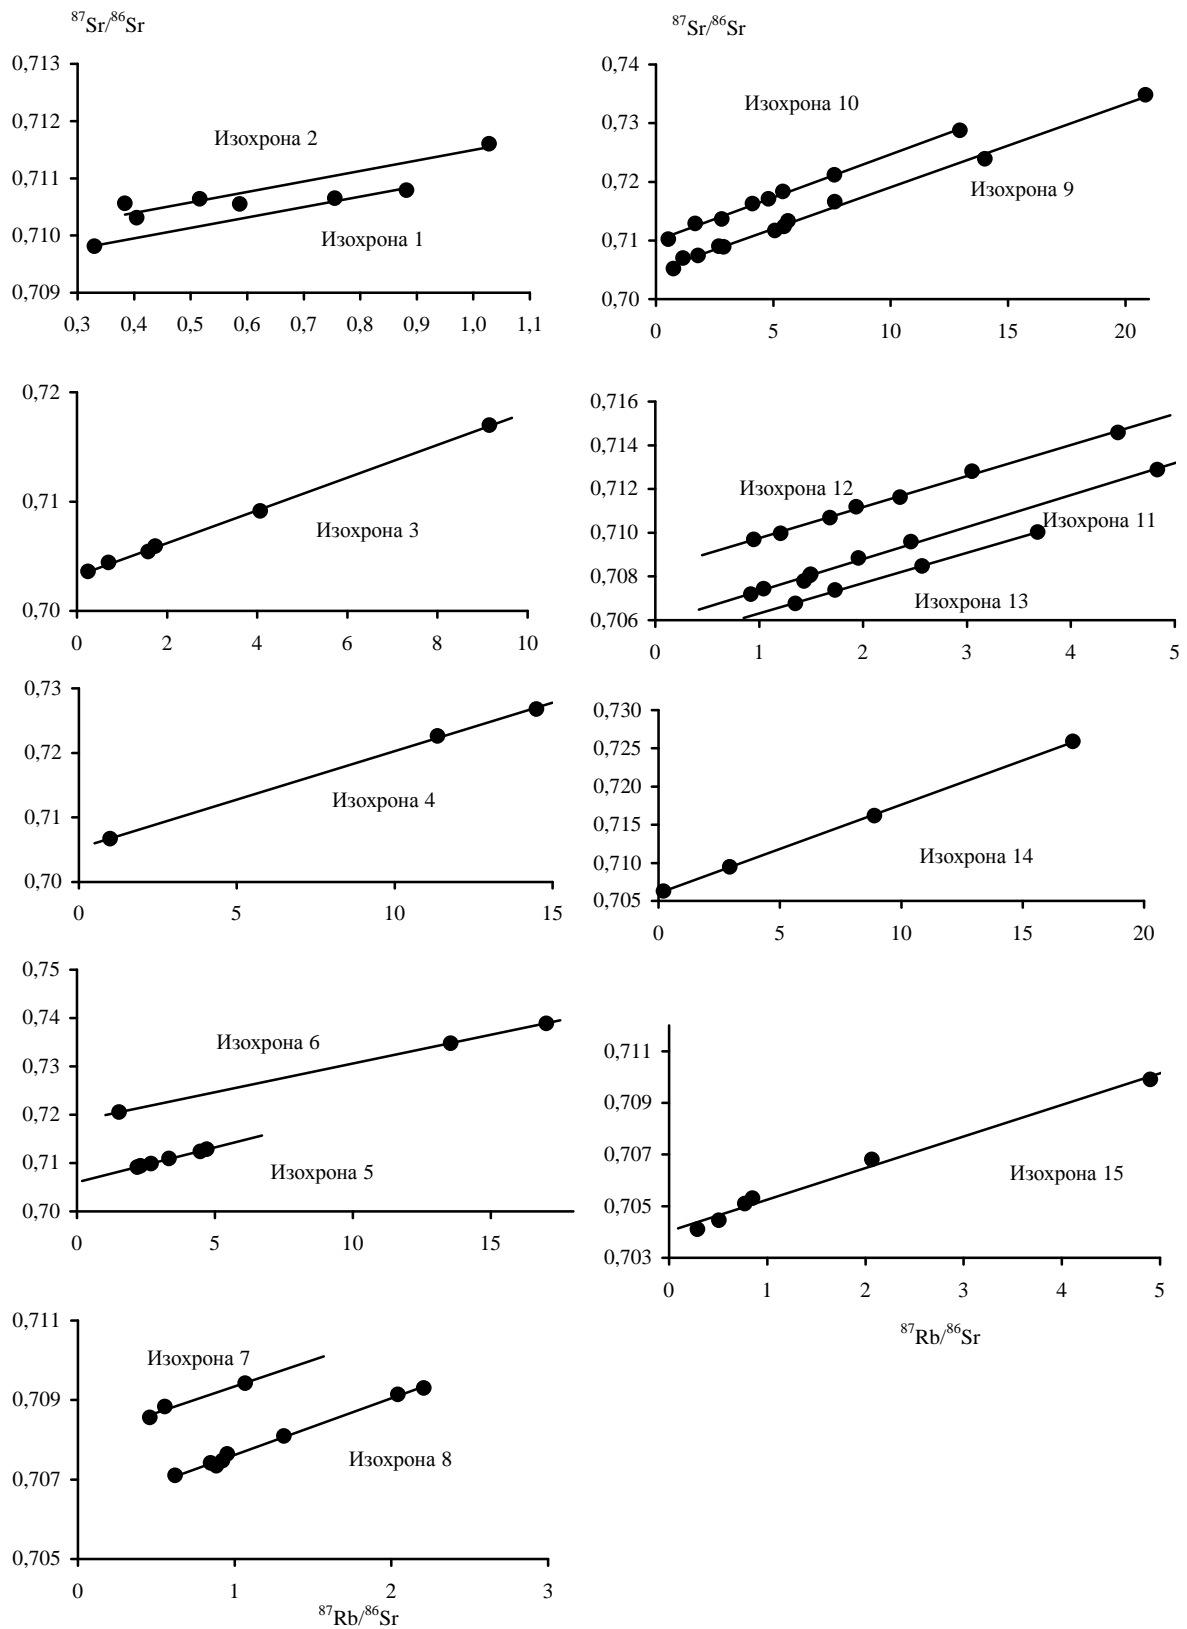 ⁸⁷Sr/⁸⁶Sr
0,713
0,712
0,711
0,710
0,709
Изохрона 2
Изохрона 1
0,3 0,4 0,5 0,6 0,7 0,8 0,9 1,0 1,1
0,72
0,71
0,70
Изохрона 3
0 2 4 6 8 10
0,73
0,72
0,71
0,70
Изохрона 4
0 5 10 15
0,75
0,74
0,73
0,72
0,71
0,70
Изохрона 6
Изохрона 5
0 5 10 15
0,711
0,709
0,707
0,705
Изохрона 7
Изохрона 8
0 1 2 3
⁸⁷Rb/⁸⁶Sr
⁸⁷Sr/⁸⁶Sr
0,74
0,73
0,72
0,71
0,70
Изохрона 10
Изохрона 9
0 5 10 15 20
0,716
0,714
0,712
0,710
0,708
0,706
Изохрона 12
Изохрона 11
Изохрона 13
0 1 2 3 4 5
0,730
0,725
0,720
0,715
0,710
0,705
Изохрона 14
0 5 10 15 20
0,711
0,709
0,707
0,705
0,703
Изохрона 15
0 1 2 3 4 5
⁸⁷Rb/⁸⁶Sr